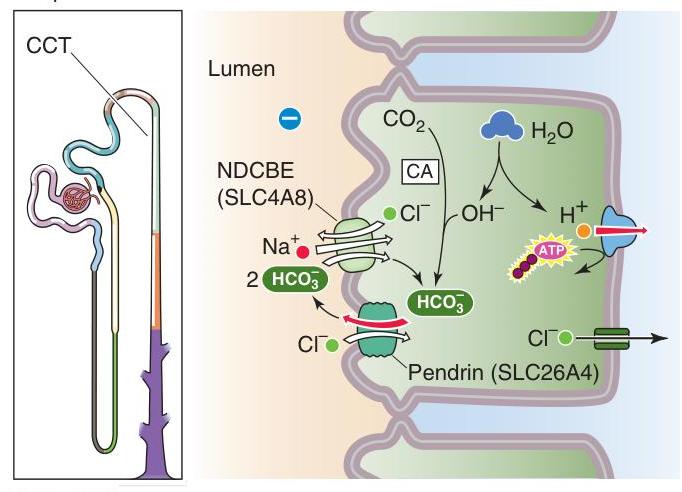 CCT
Lumen
−
CO₂
H₂O
CA
NDCBE
(SLC4A8)
Cl⁻
OH⁻
H⁺
Na⁺
ATP
2 HCO₃⁻
HCO₃⁻
Cl⁻
Cl⁻
Pendrin (SLC26A4)